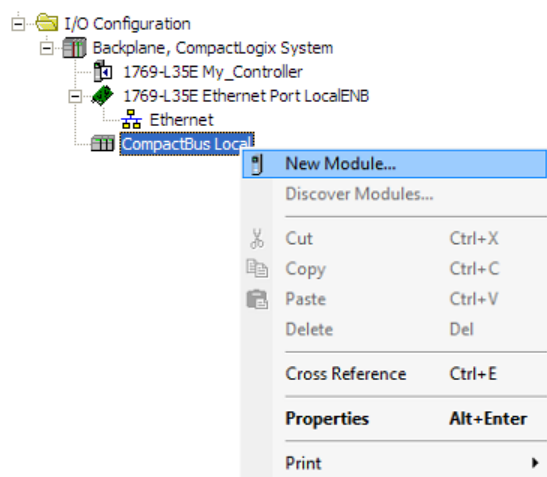 I/O Configuration
Backplane, CompactLogix System
1769-L35E My_Controller
1769-L35E Ethernet Port LocalENB
Ethernet
CompactBus Local
New Module...
Discover Modules...
Cut Ctrl+X
Copy Ctrl+C
Paste Ctrl+V
Delete Del
Cross Reference Ctrl+E
Properties Alt+Enter
Print